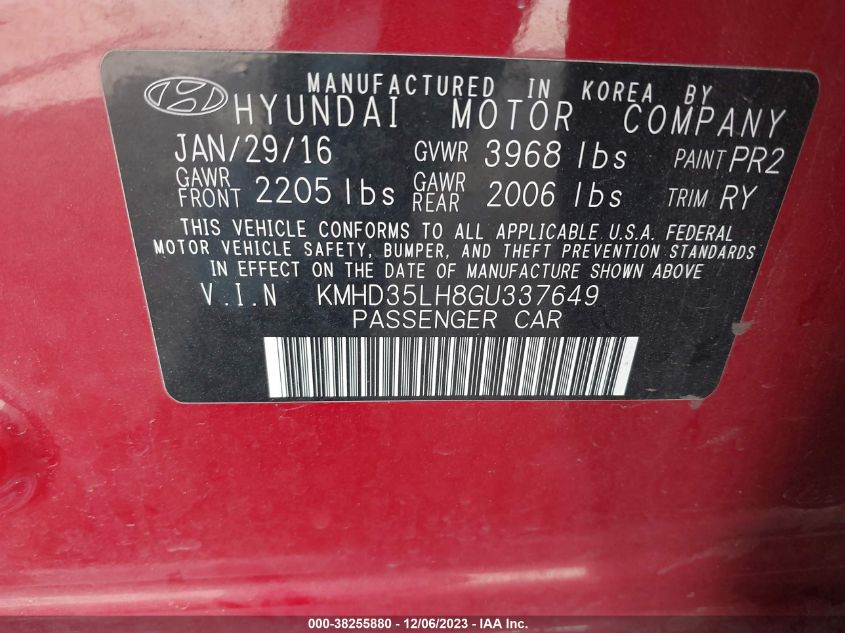 MANUFACTURED IN KOREA BY
HYUNDAI MOTOR COMPANY
JAN/29/16 GVWR 3968 lbs PAINT PR2
GAWR FRONT 2205 lbs GAWR REAR 2006 lbs TRIM RY
THIS VEHICLE CONFORMS TO ALL APPLICABLE U.S.A. FEDERAL
MOTOR VEHICLE SAFETY, BUMPER, AND THEFT PREVENTION STANDARDS
IN EFFECT ON THE DATE OF MANUFACTURE SHOWN ABOVE
V.I.N KMHD35LH8GU337649
PASSENGER CAR
000-38255880 - 12/06/2023 - IAA Inc.